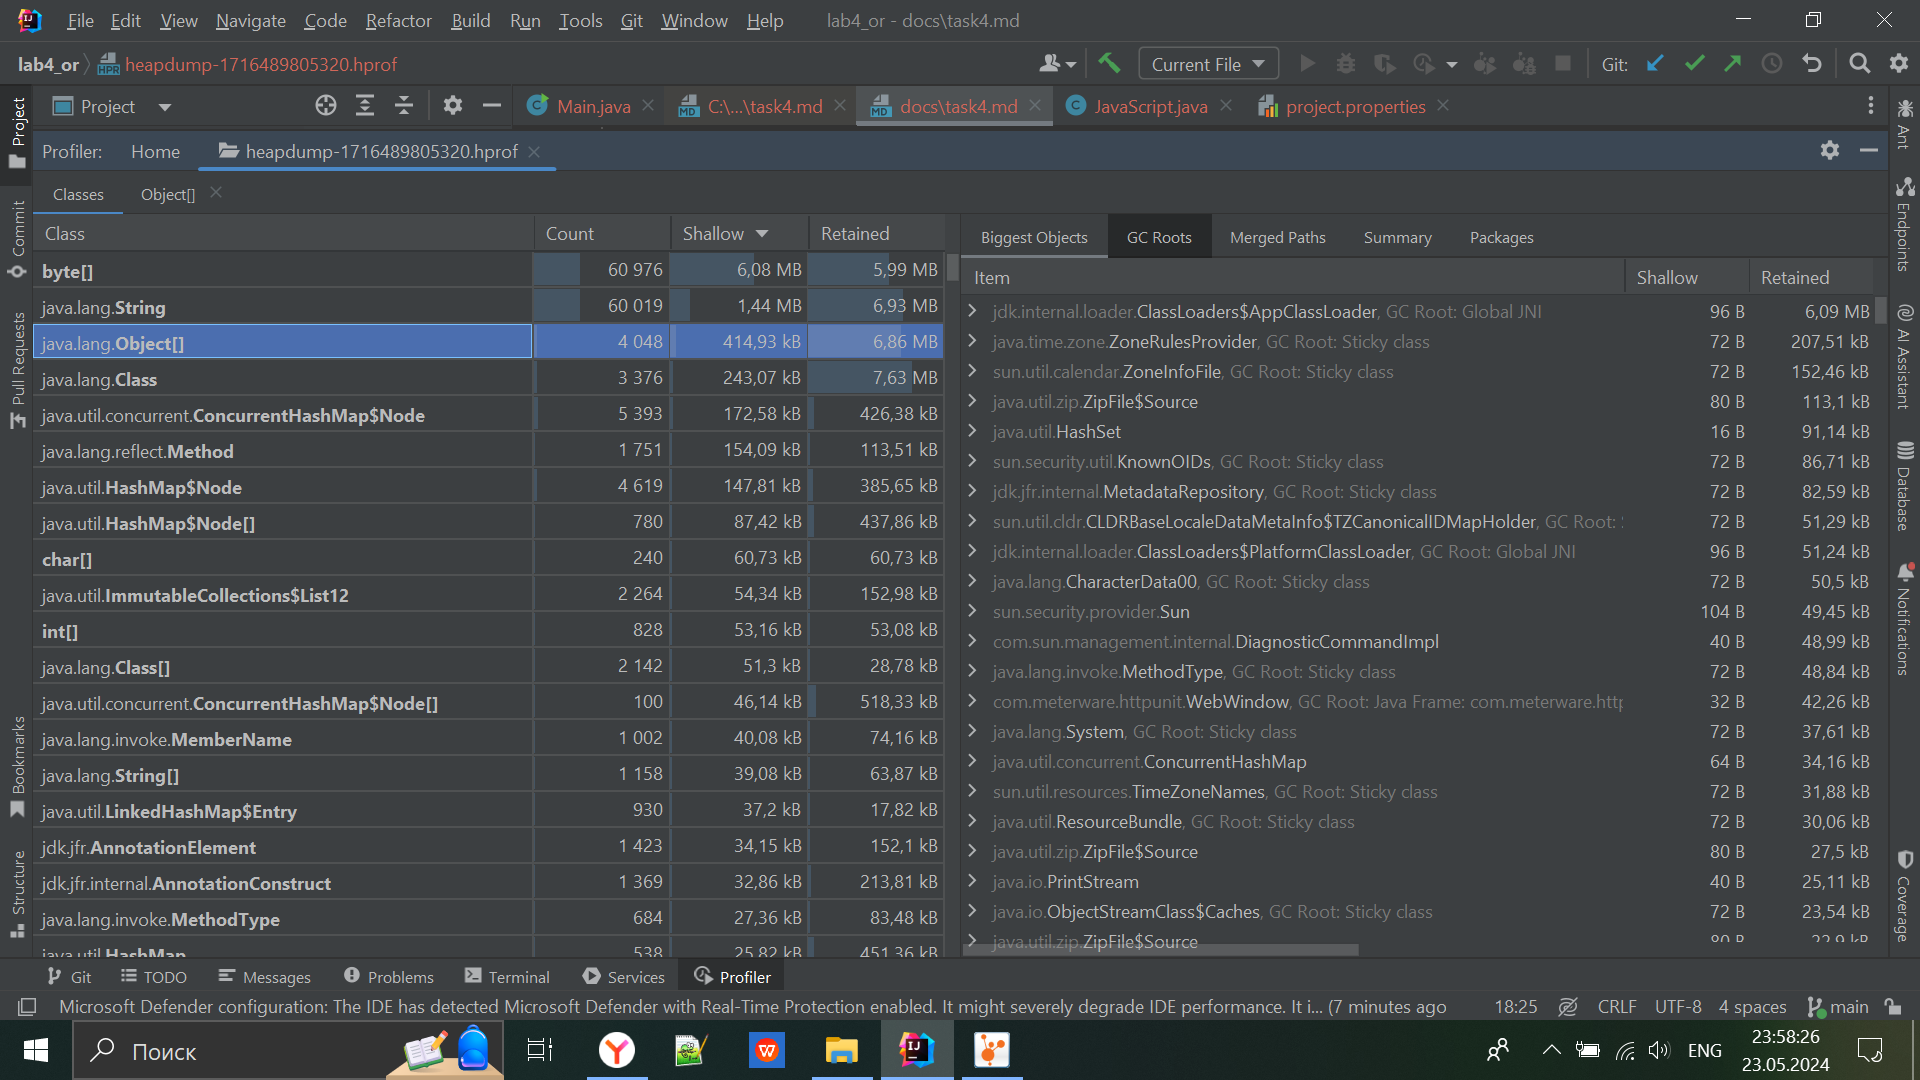 File Edit View Navigate Code Refactor Build Run Tools Git Window Help lab4_or - docs\task4.md
lab4_or heapdump-1716489805320.hprof Current File Git:
Project Main.java C:\...\task4.md docs\task4.md JavaScript.java project.properties
Profiler: Home heapdump-1716489805320.hprof
Classes Object[]
Class Count Shallow Retained
byte[] 60 976 6,08 MB 5,99 MB
java.lang.String 60 019 1,44 MB 6,93 MB
java.lang.Object[] 4 048 414,93 kB 6,86 MB
java.lang.Class 3 376 243,07 kB 7,63 MB
java.util.concurrent.ConcurrentHashMap$Node 5 393 172,58 kB 426,38 kB
java.lang.reflect.Method 1 751 154,09 kB 113,51 kB
java.util.HashMap$Node 4 619 147,81 kB 385,65 kB
java.util.HashMap$Node[] 780 87,42 kB 437,86 kB
char[] 240 60,73 kB 60,73 kB
java.util.ImmutableCollections$List12 2 264 54,34 kB 152,98 kB
int[] 828 53,16 kB 53,08 kB
java.lang.Class[] 2 142 51,3 kB 28,78 kB
java.util.concurrent.ConcurrentHashMap$Node[] 100 46,14 kB 518,33 kB
java.lang.invoke.MemberName 1 002 40,08 kB 74,16 kB
java.lang.String[] 1 158 39,08 kB 63,87 kB
java.util.LinkedHashMap$Entry 930 37,2 kB 17,82 kB
jdk.jfr.AnnotationElement 1 423 34,15 kB 152,1 kB
jdk.jfr.internal.AnnotationConstruct 1 369 32,86 kB 213,81 kB
java.lang.invoke.MethodType 684 27,36 kB 83,48 kB
java.util.HashMap 538 25,82 kB 451,36 kB
Biggest Objects GC Roots Merged Paths Summary Packages
Item Shallow Retained
jdk.internal.loader.ClassLoaders$AppClassLoader, GC Root: Global JNI 96 B 6,09 MB
java.time.zone.ZoneRulesProvider, GC Root: Sticky class 72 B 207,51 kB
sun.util.calendar.ZoneInfoFile, GC Root: Sticky class 72 B 152,46 kB
java.util.zip.ZipFile$Source 80 B 113,1 kB
java.util.HashSet 16 B 91,14 kB
sun.security.util.KnownOIDs, GC Root: Sticky class 72 B 86,71 kB
jdk.jfr.internal.MetadataRepository, GC Root: Sticky class 72 B 82,59 kB
sun.util.cldr.CLDRBaseLocaleDataMetaInfo$TZCanonicalIDMapHolder, GC Root: 72 B 51,29 kB
jdk.internal.loader.ClassLoaders$PlatformClassLoader, GC Root: Global JNI 96 B 51,24 kB
java.lang.CharacterData00, GC Root: Sticky class 72 B 50,5 kB
sun.security.provider.Sun 104 B 49,45 kB
com.sun.management.internal.DiagnosticCommandImpl 40 B 48,99 kB
java.lang.invoke.MethodType, GC Root: Sticky class 72 B 48,84 kB
com.meterware.httpunit.WebWindow, GC Root: Java Frame: com.meterware.http 32 B 42,26 kB
java.lang.System, GC Root: Sticky class 72 B 37,61 kB
java.util.concurrent.ConcurrentHashMap 64 B 34,16 kB
sun.util.resources.TimeZoneNames, GC Root: Sticky class 72 B 31,88 kB
java.util.ResourceBundle, GC Root: Sticky class 72 B 30,06 kB
java.util.zip.ZipFile$Source 80 B 27,5 kB
java.io.PrintStream 40 B 25,11 kB
java.io.ObjectStreamClass$Caches, GC Root: Sticky class 72 B 23,54 kB
java.util.zip.ZipFile$Source 80 B 22,9 kB
Project
Commit
Pull Requests
Bookmarks
Structure
Ant
Endpoints
AI Assistant
Database
Notifications
Coverage
Git TODO Messages Problems Terminal Services Profiler
Microsoft Defender configuration: The IDE has detected Microsoft Defender with Real-Time Protection enabled. It might severely degrade IDE performance. It i... (7 minutes ago 18:25 CRLF UTF-8 4 spaces main
Поиск ENG 23:58:26
23.05.2024